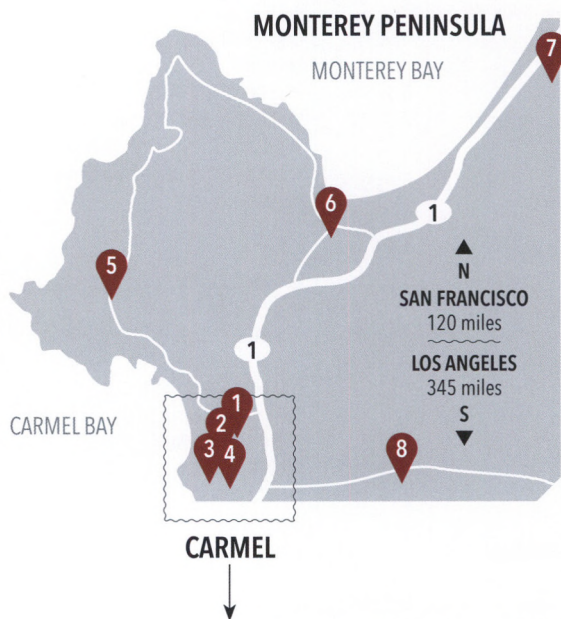 MONTEREY PENINSULA
MONTEREY BAY
7
6
1
5
N
SAN FRANCISCO
120 miles
LOS ANGELES
345 miles
S
1
1
2
3
4
CARMEL BAY
8
CARMEL